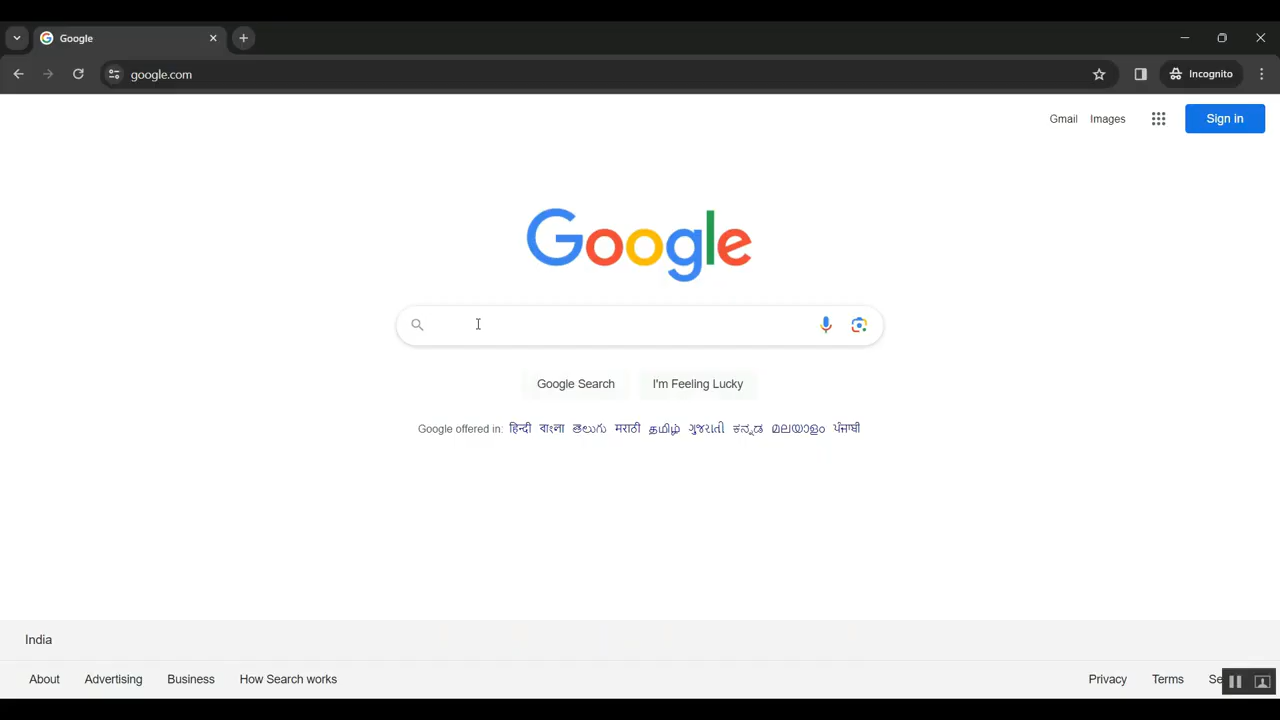 Google
google.com
Incognito
Gmail Images Sign in
Google
Google Search I'm Feeling Lucky
Google offered in: हिन्दी বাংলা తెలుగు मराठी தமிழ் ગુજરાતી ಕನ್ನಡ മലയാളം ਪੰਜਾਬੀ
India
About Advertising Business How Search works Privacy Terms Se